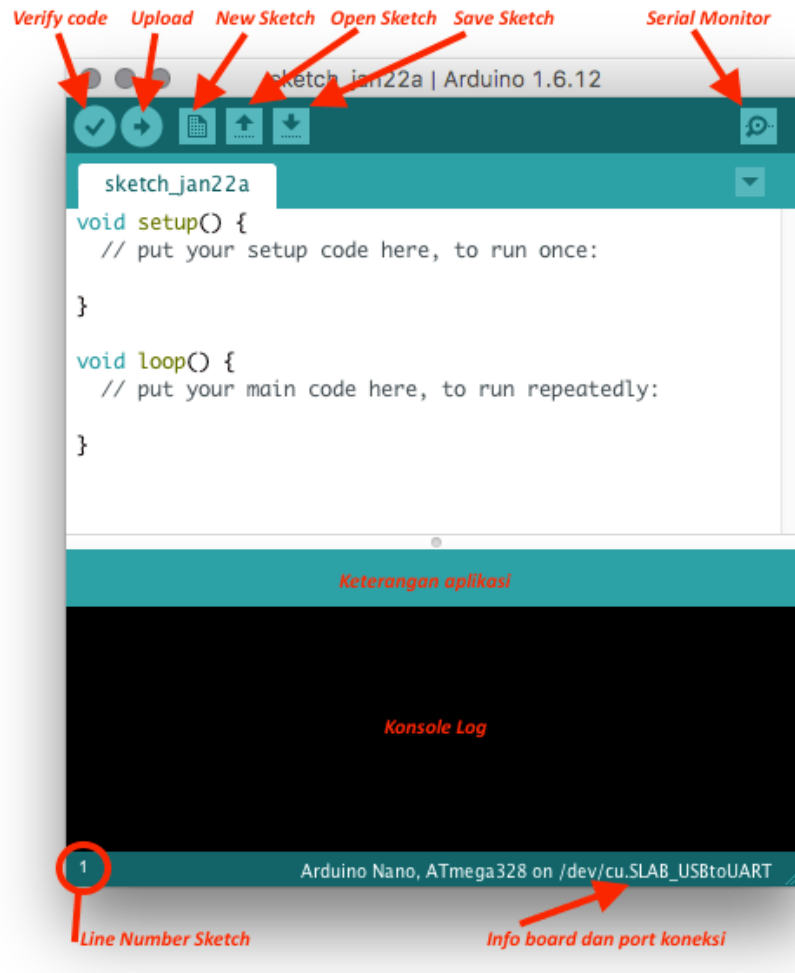 Verify code Upload New Sketch Open Sketch Save Sketch Serial Monitor
sketch_jan22a | Arduino 1.6.12
sketch_jan22a
void setup() {
  // put your setup code here, to run once:
}
void loop() {
  // put your main code here, to run repeatedly:
}
Keterangan aplikasi
Konsole Log
1 Arduino Nano, ATmega328 on /dev/cu.SLAB_USBtoUART
Line Number Sketch Info board dan port koneksi